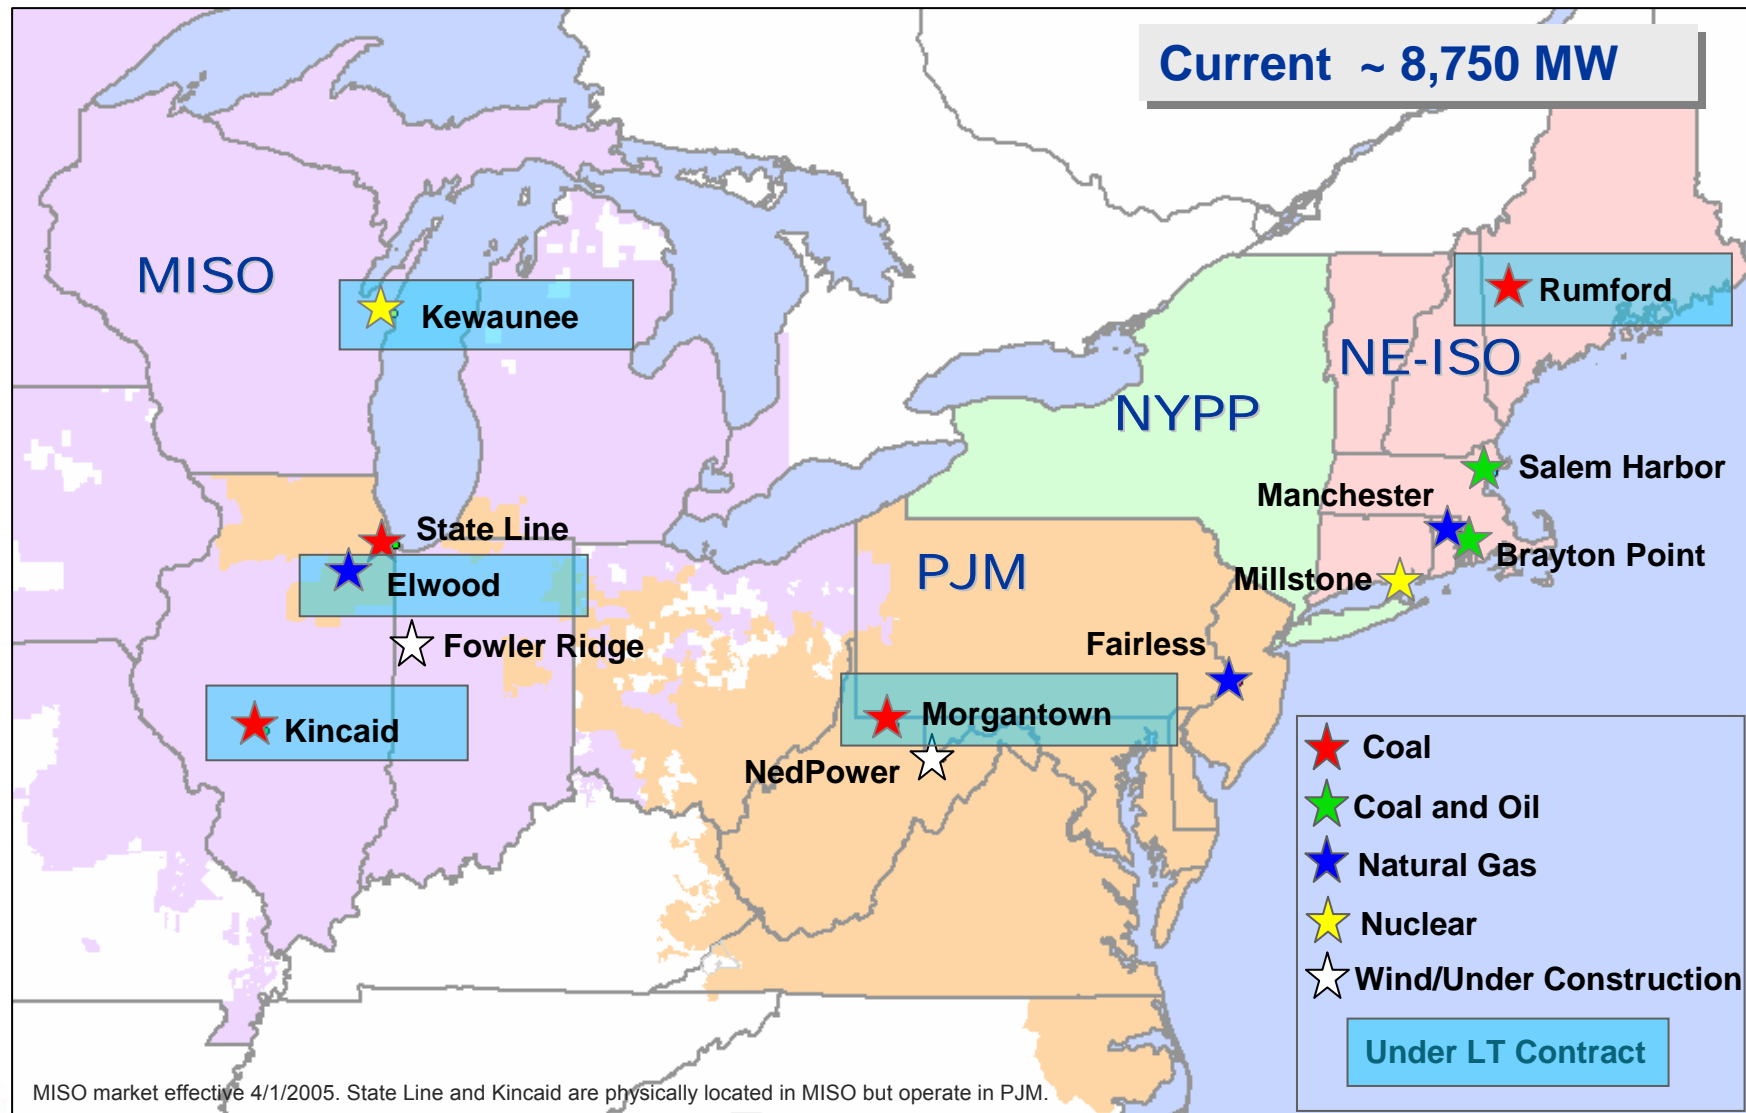 Current ~ 8,750 MW
MISO
Kewaunee
Rumford
NE-ISO
NYPP
Salem Harbor
Manchester
State Line
Brayton Point
PJM
Millstone
Elwood
Fowler Ridge
Fairless
Morgantown
Kincaid
NedPower
Coal
Coal and Oil
Natural Gas
Nuclear
Wind/Under Construction
Under LT Contract
MISO market effective 4/1/2005. State Line and Kincaid are physically located in MISO but operate in PJM.